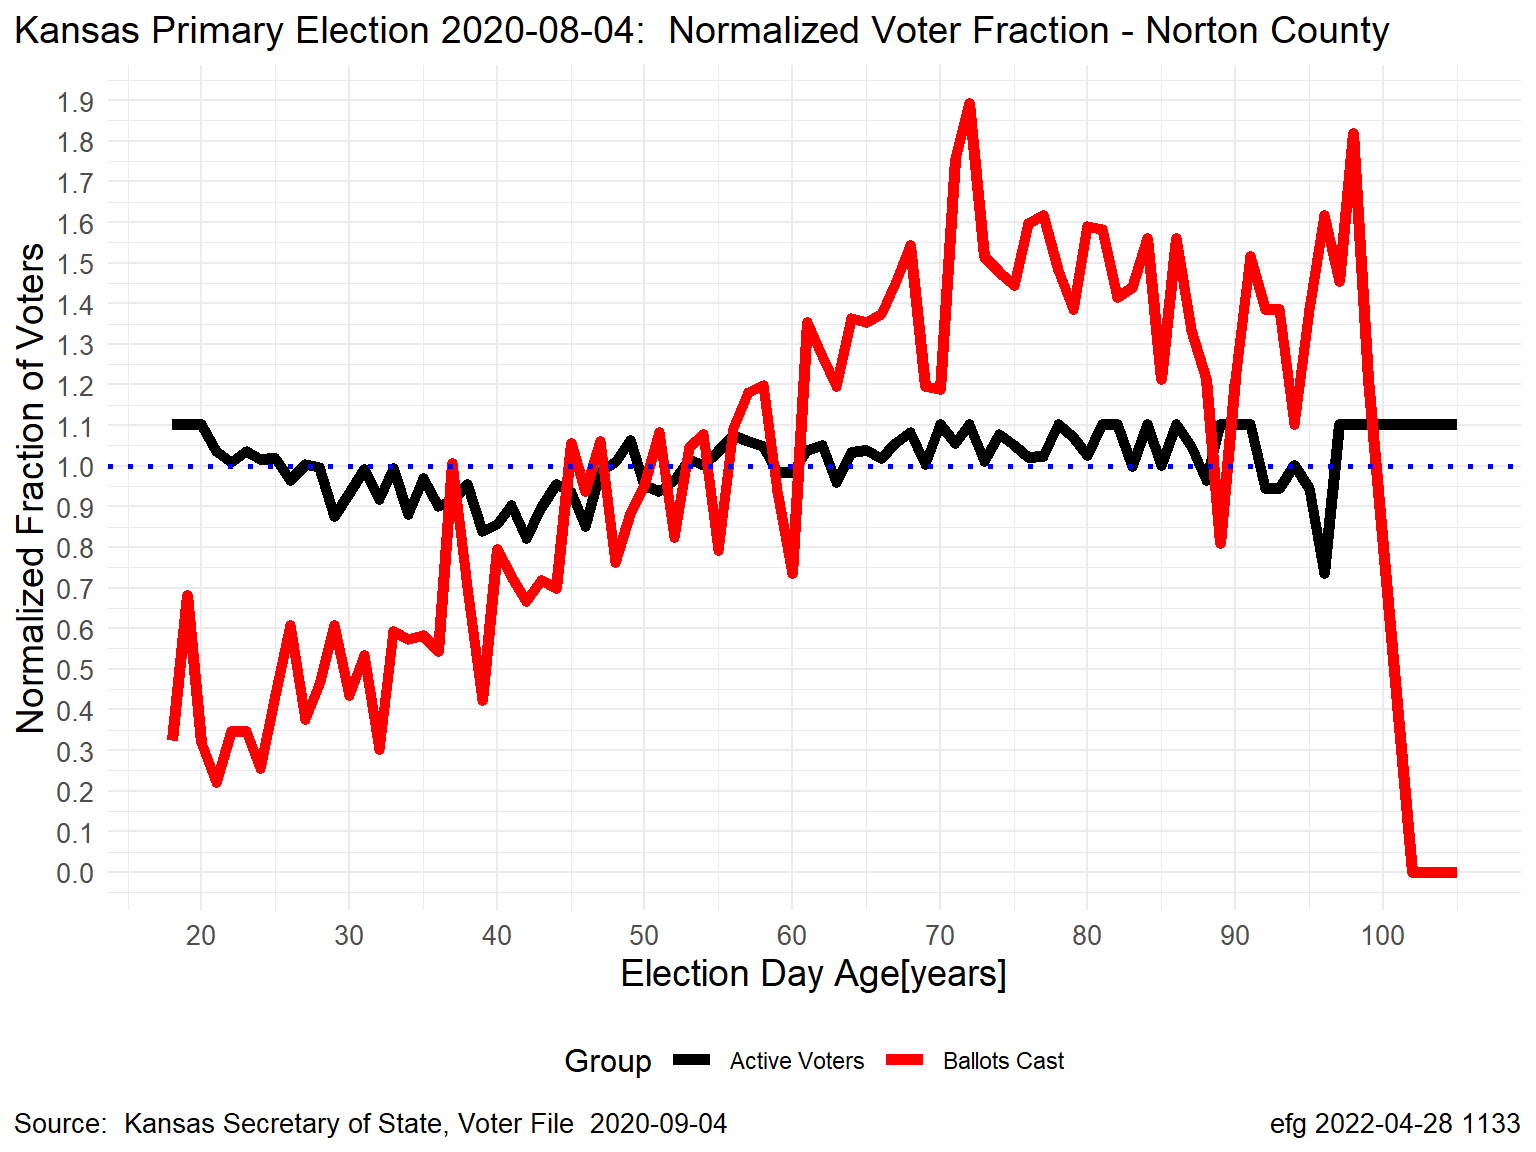 Kansas Primary Election 2020-08-04:  Normalized Voter Fraction - Norton County
Normalized Fraction of Voters
1.9
1.8
1.7
1.6
1.5
1.4
1.3
1.2
1.1
1.0
0.9
0.8
0.7
0.6
0.5
0.4
0.3
0.2
0.1
0.0
20 30 40 50 60 70 80 90 100
Election Day Age[years]
Group Active Voters Ballots Cast
Source:  Kansas Secretary of State, Voter File  2020-09-04
efg 2022-04-28 1133